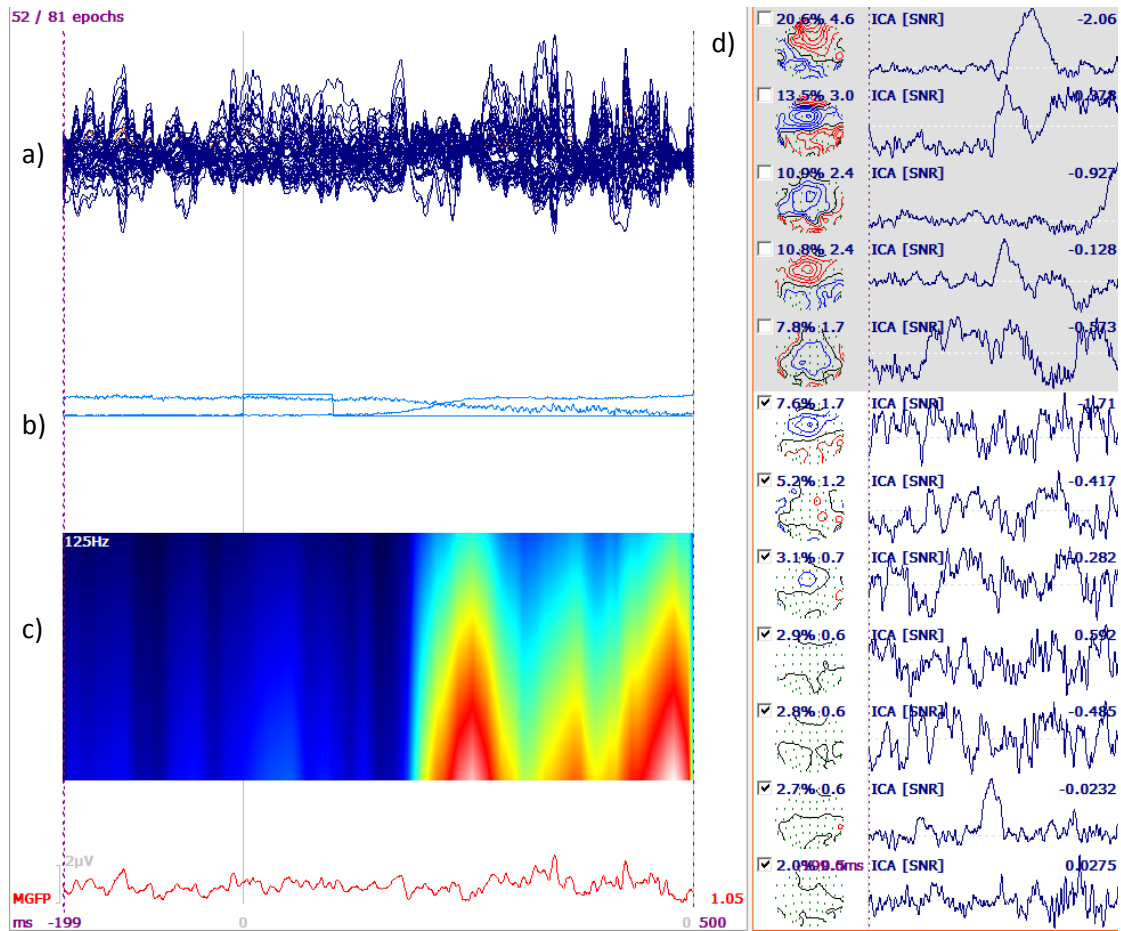 52 / 81 epochs
a)
b)
125Hz
c)
2µV
MGFP 1.05
ms -199 0 0 500
d)
20.6% 4.6 ICA [SNR] -2.06
13.5% 3.0 ICA [SNR]
10.9% 2.4 ICA [SNR] -0.927
10.8% 2.4 ICA [SNR] -0.128
7.8% 1.7 ICA [SNR] -0.573
7.6% 1.7 ICA [SNR] -1.71
5.2% 1.2 ICA [SNR] -0.417
3.1% 0.7 ICA [SNR] -0.282
2.9% 0.6 ICA [SNR] 0.592
2.8% 0.6 ICA [SNR] -0.485
2.7% 0.6 ICA [SNR] -0.0232
ICA [SNR] 0.0275